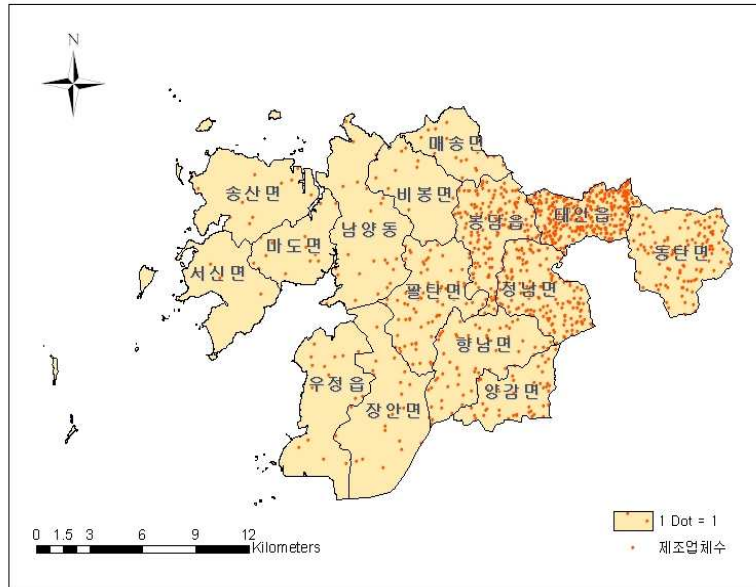 N
매송면
송산면
비봉면
봉담읍
태안읍
남양동
마도면
동탄면
서신면
팔탄면
정남면
향남면
우정읍
양감면
장안면
1 Dot = 1
제조업체수
0 1.5 3 6 9 12
Kilometers